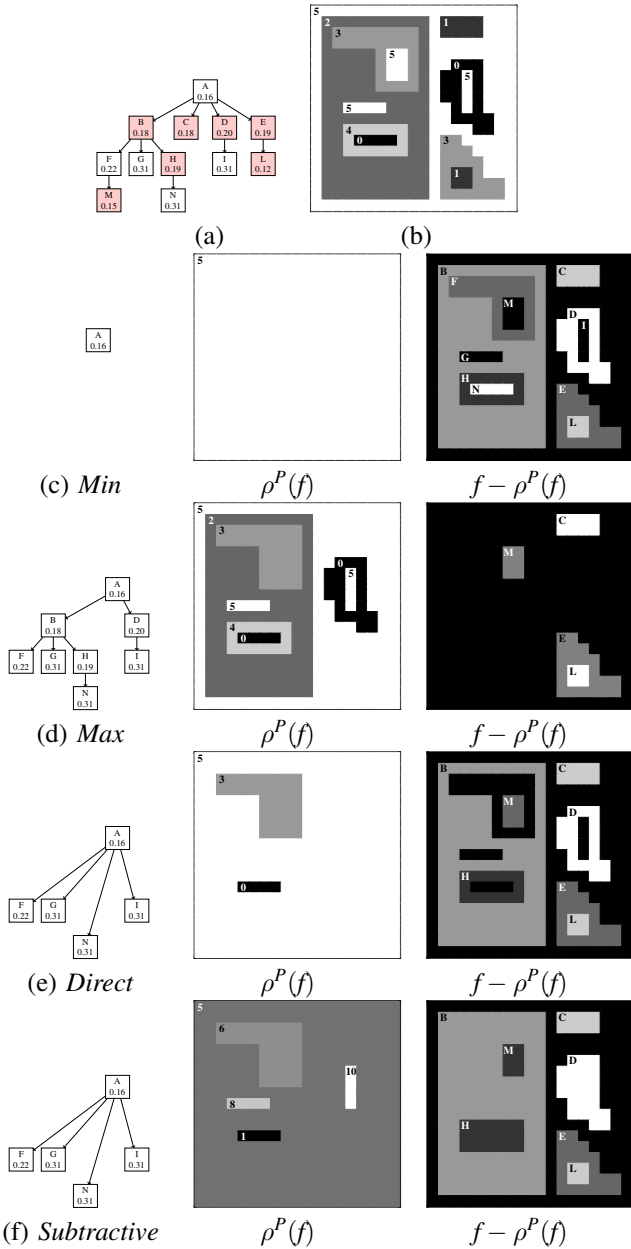 A
0.16
B
0.18
C
0.18
D
0.20
E
0.19
F
0.22
G
0.31
H
0.19
I
0.31
L
0.12
M
0.15
N
0.31
(a)
5
2
3
5
5
4
0
1
0
5
3
1
(b)
A
0.16
(c) Min
5
ρ^P(f)
B
F
M
G
H
N
C
D
I
E
L
f − ρ^P(f)
A
0.16
B
0.18
D
0.20
F
0.22
G
0.31
H
0.19
I
0.31
N
0.31
(d) Max
5
2
3
5
4
0
0
5
ρ^P(f)
C
M
E
L
f − ρ^P(f)
A
0.16
F
0.22
G
0.31
I
0.31
N
0.31
(e) Direct
5
3
0
ρ^P(f)
B
C
M
D
H
E
L
f − ρ^P(f)
A
0.16
F
0.22
G
0.31
I
0.31
N
0.31
(f) Subtractive
5
6
10
8
1
ρ^P(f)
B
C
M
D
H
E
L
f − ρ^P(f)